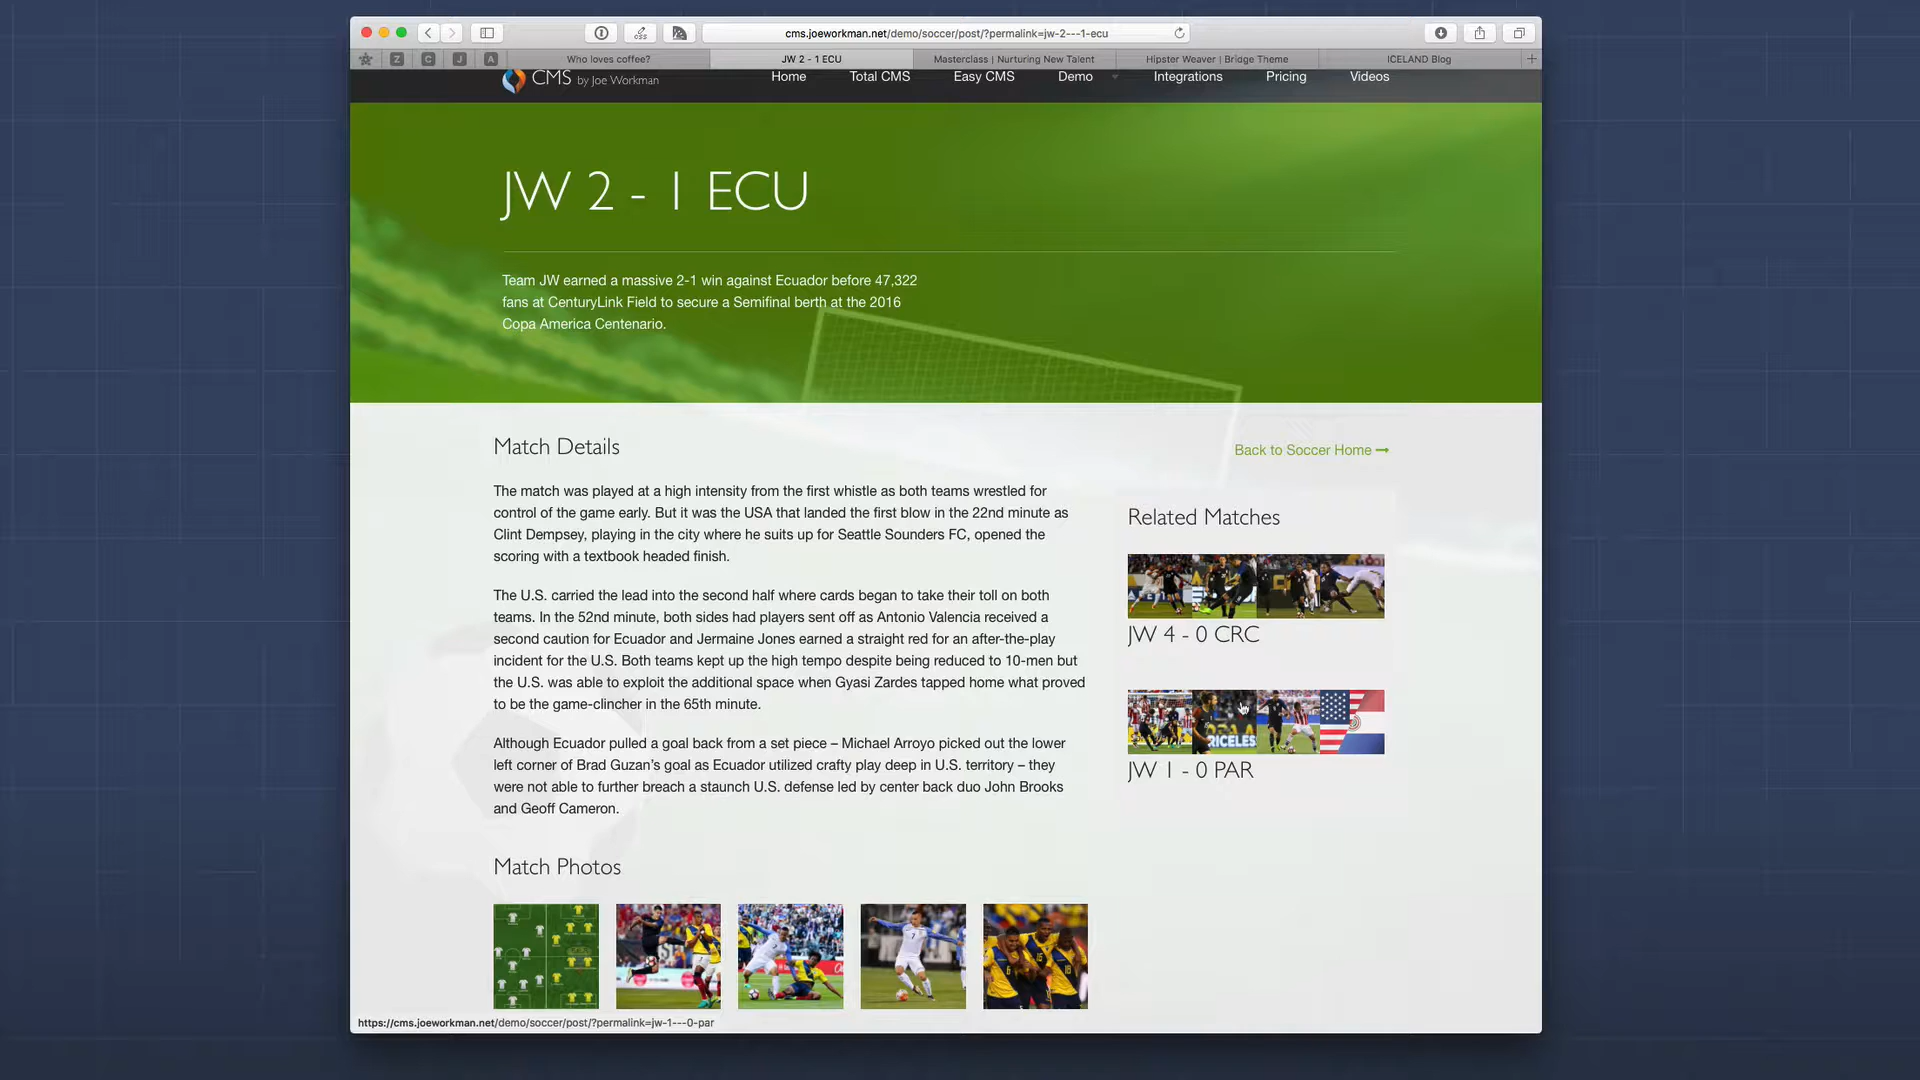 cms.joeworkman.net/demo/soccer/post/?permalink=jw-2---1-ecu
Z C J A
Who loves coffee?
JW 2 - 1 ECU
Masterclass | Nurturing New Talent
Hipster Weaver | Bridge Theme
ICELAND Blog
CMS by Joe Workman
Home Total CMS Easy CMS Demo Integrations Pricing Videos
JW 2 - 1 ECU
Team JW earned a massive 2-1 win against Ecuador before 47,322
fans at CenturyLink Field to secure a Semifinal berth at the 2016
Copa America Centenario.
Match Details
Back to Soccer Home
The match was played at a high intensity from the first whistle as both teams wrestled for
control of the game early. But it was the USA that landed the first blow in the 22nd minute as
Clint Dempsey, playing in the city where he suits up for Seattle Sounders FC, opened the
scoring with a textbook headed finish.
The U.S. carried the lead into the second half where cards began to take their toll on both
teams. In the 52nd minute, both sides had players sent off as Antonio Valencia received a
second caution for Ecuador and Jermaine Jones earned a straight red for an after-the-play
incident for the U.S. Both teams kept up the high tempo despite being reduced to 10-men but
the U.S. was able to exploit the additional space when Gyasi Zardes tapped home what proved
to be the game-clincher in the 65th minute.
Although Ecuador pulled a goal back from a set piece – Michael Arroyo picked out the lower
left corner of Brad Guzan's goal as Ecuador utilized crafty play deep in U.S. territory – they
were not able to further breach a staunch U.S. defense led by center back duo John Brooks
and Geoff Cameron.
Related Matches
JW 4 - 0 CRC
RICELES
JW 1 - 0 PAR
Match Photos
7
https://cms.joeworkman.net/demo/soccer/post/?permalink=jw-1---0-par